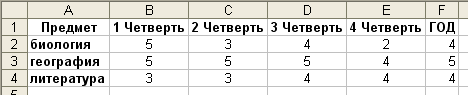 A B C D E F
1 Предмет 1 Четверть 2 Четверть 3 Четверть 4 Четверть ГОД
2 биология 5 3 4 2 4
3 география 5 5 5 4 5
4 литература 3 3 4 4 4